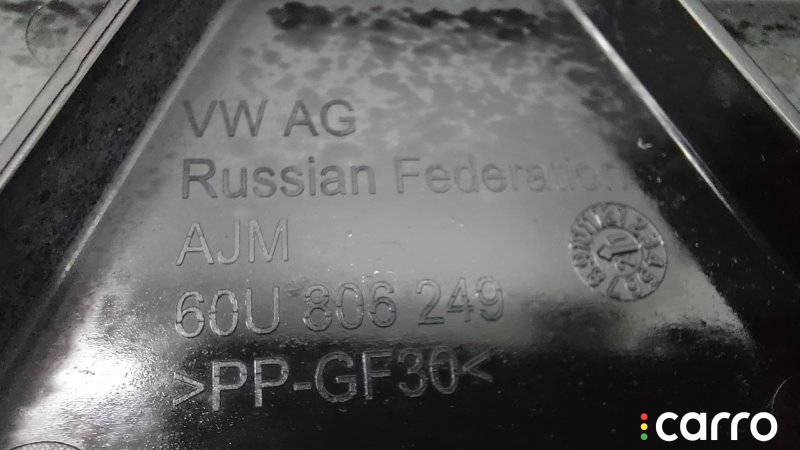 VW AG
Russian Federation
AJM
60U 806 249
>PP-GF30<
carro